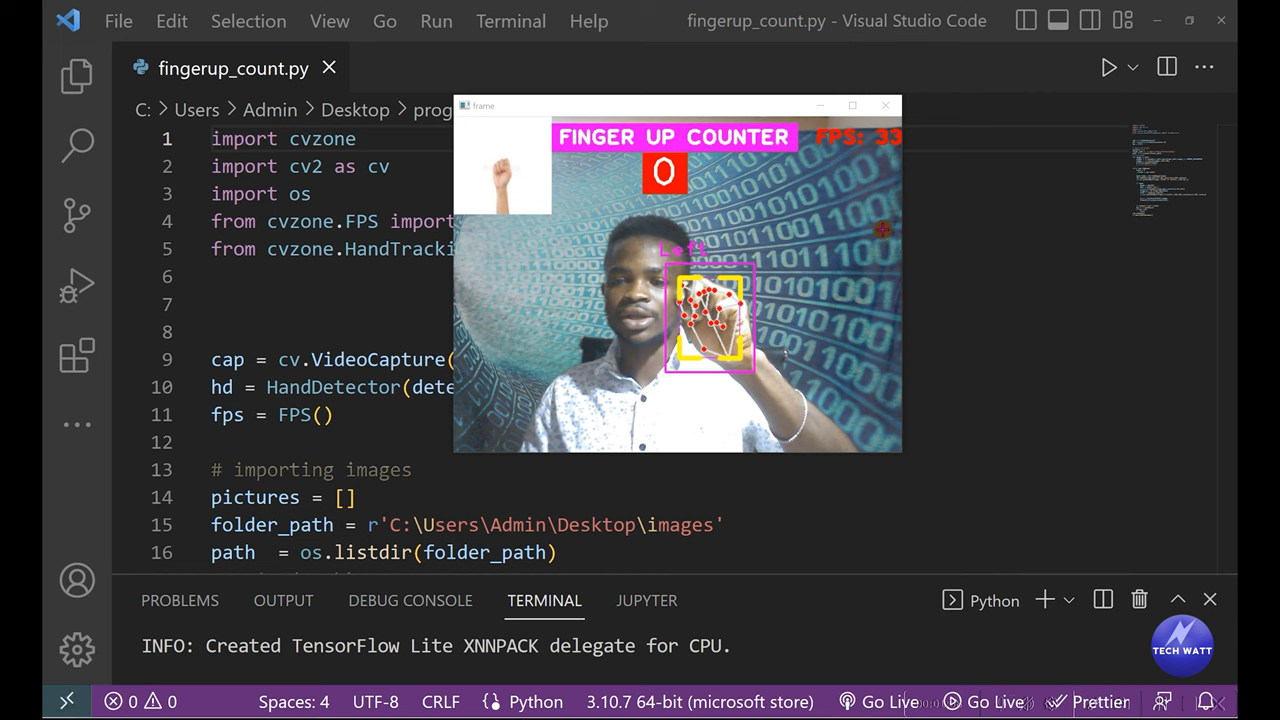 File Edit Selection View Go Run Terminal Help fingerup_count.py - Visual Studio Code
fingerup_count.py
C: > Users > Admin > Desktop > prog
frame
FINGER UP COUNTER FPS: 33
0
Left
1 import cvzone
2 import cv2 as cv
3 import os
4 from cvzone.FPS import
5 from cvzone.HandTracki
6
7
8
9 cap = cv.VideoCapture(
10 hd = HandDetector(dete
11 fps = FPS()
12
13 # importing images
14 pictures = []
15 folder_path = r'C:\Users\Admin\Desktop\images'
16 path = os.listdir(folder_path)
PROBLEMS OUTPUT DEBUG CONSOLE TERMINAL JUPYTER Python
INFO: Created TensorFlow Lite XNNPACK delegate for CPU.
TECH WATT
0 0 Spaces: 4 UTF-8 CRLF Python 3.10.7 64-bit (microsoft store) Go Live Go Live Prettier